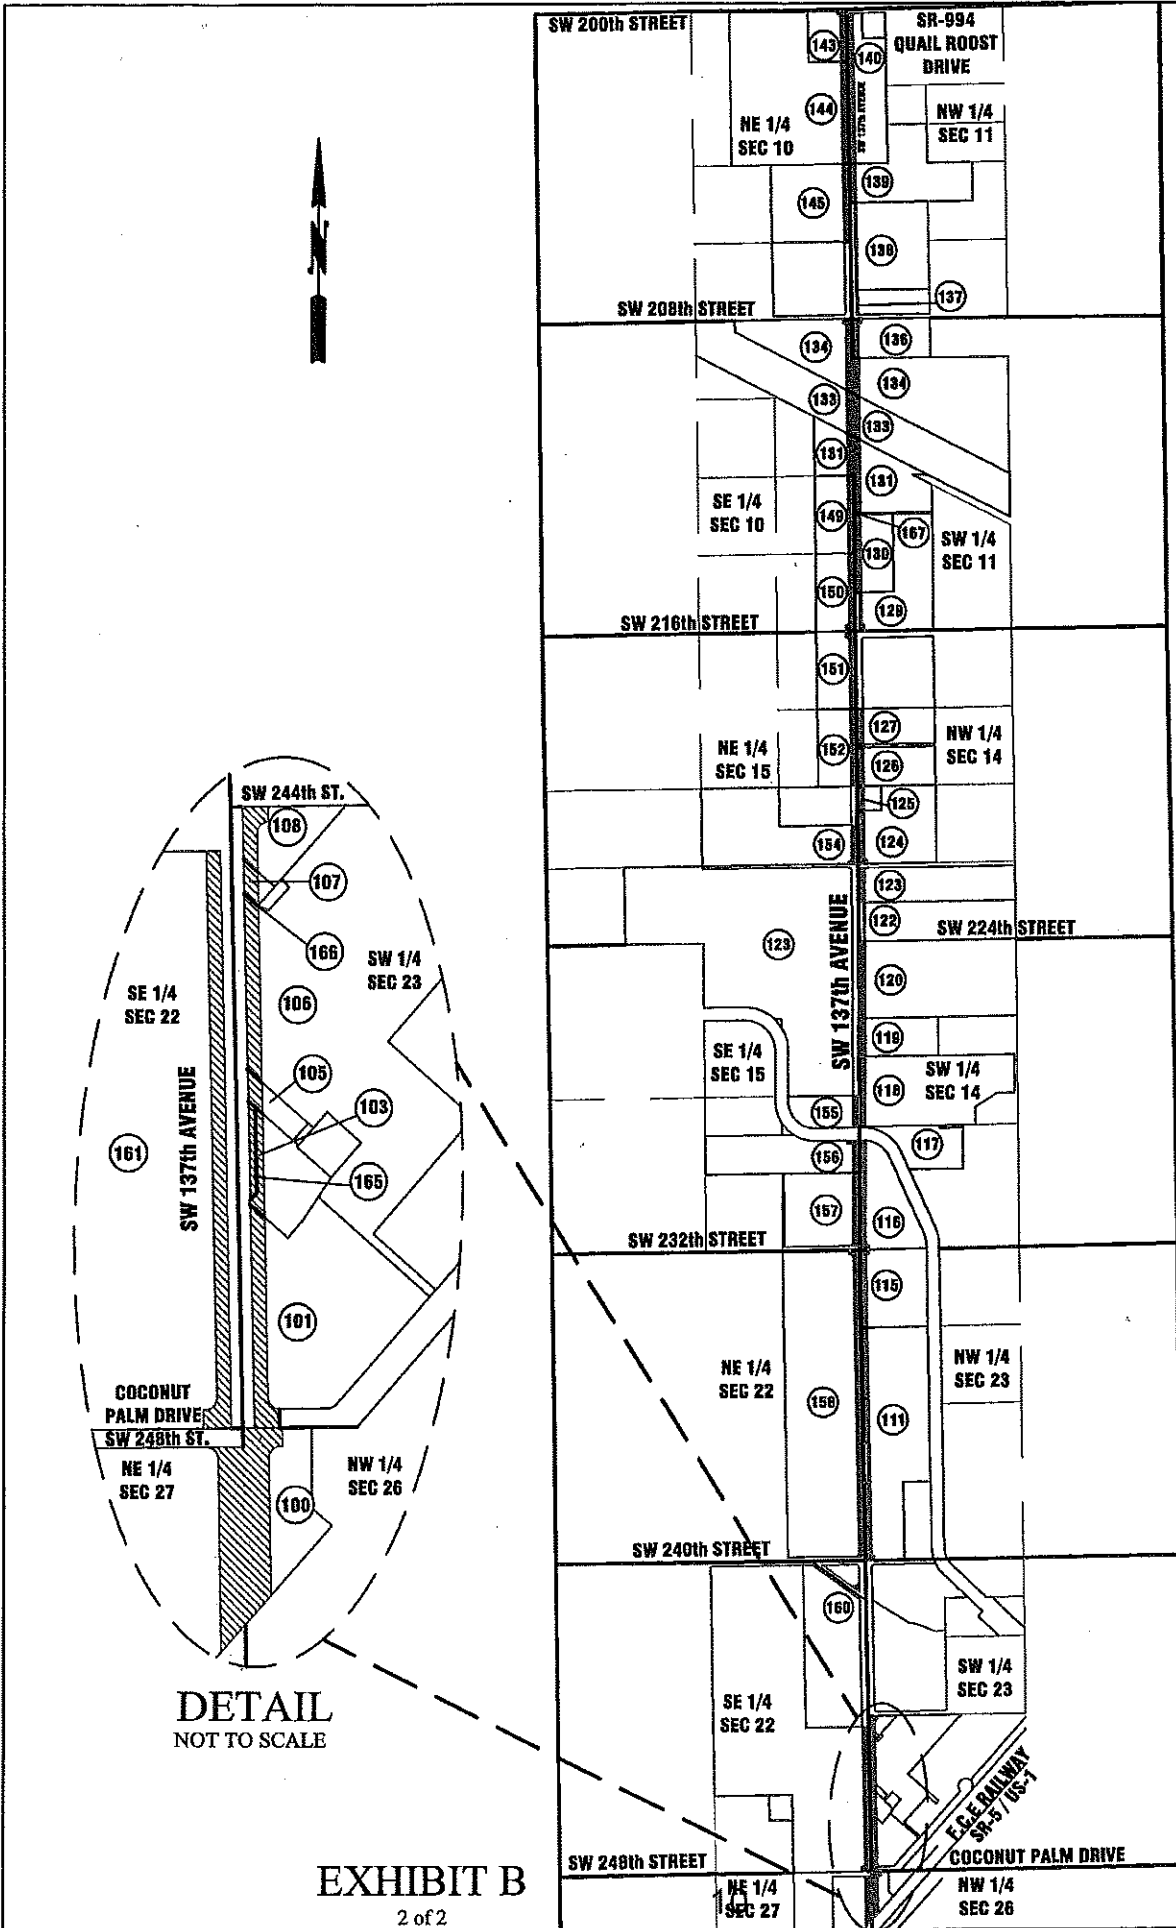 SW 200th STREET
SR-994
QUAIL ROOST
DRIVE
143
140
144
SW 137th AVENUE
NE 1/4
SEC 10
NW 1/4
SEC 11
139
145
138
137
SW 208th STREET
N
134
136
134
133
133
131
131
SE 1/4
SEC 10
149
167
SW 1/4
SEC 11
130
150
129
SW 216th STREET
151
127
NW 1/4
SEC 14
NE 1/4
SEC 15
152
126
125
154
124
123
122
SW 224th STREET
123
SW 137th AVENUE
120
119
SE 1/4
SEC 15
SW 1/4
SEC 14
118
155
117
156
157
116
SW 232th STREET
115
NE 1/4
SEC 22
NW 1/4
SEC 23
158
111
SW 240th STREET
160
SW 1/4
SEC 23
SE 1/4
SEC 22
F.C.E RAILWAY
SR-5 / US-1
SW 248th STREET
COCONUT PALM DRIVE
NE 1/4
SEC 27
10
NW 1/4
SEC 26
SW 244th ST.
108
107
166
SW 1/4
SEC 23
SE 1/4
SEC 22
106
105
103
SW 137th AVENUE
161
165
101
COCONUT
PALM DRIVE
SW 248th ST.
NE 1/4
SEC 27
NW 1/4
SEC 26
100
DETAIL
NOT TO SCALE
EXHIBIT B
2 of 2